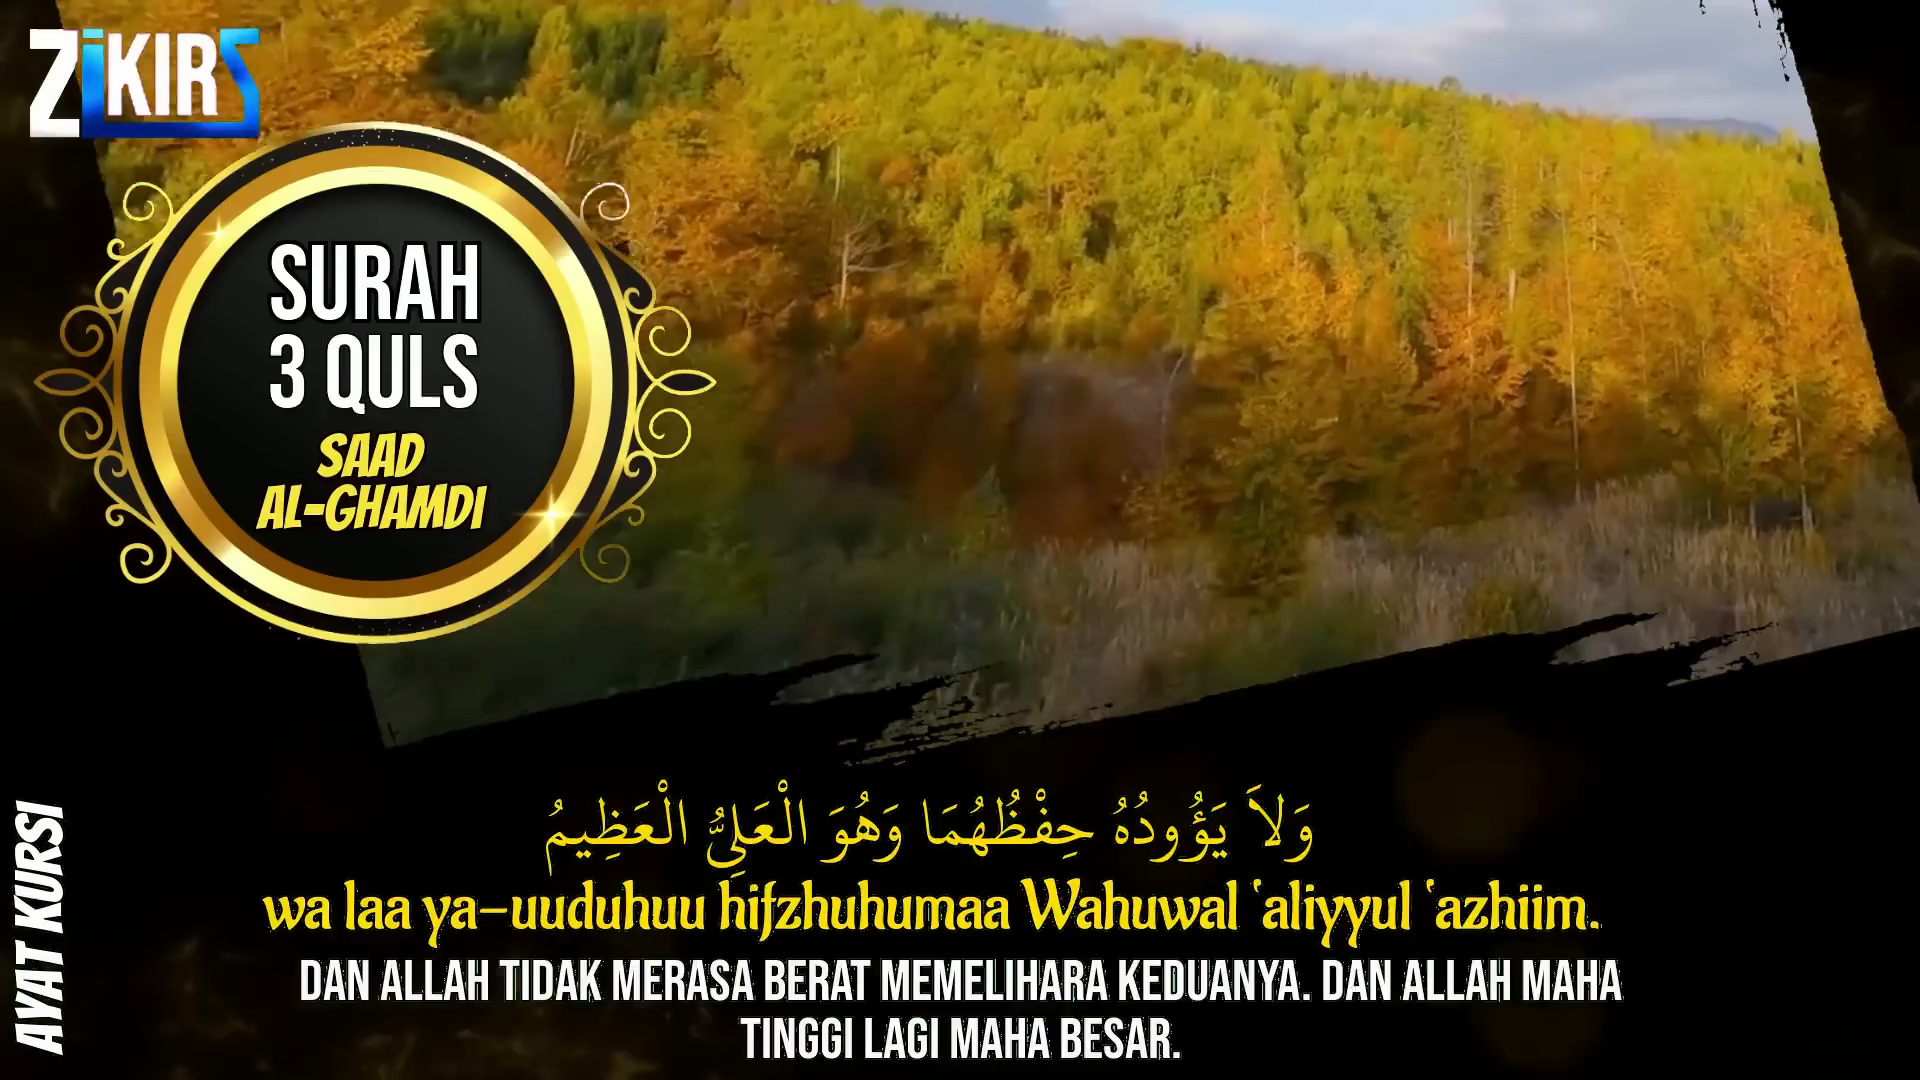 ZiKIRS
SURAH
3 QULS
SAAD
AL-GHAMDI
AYAT KURSI
وَلاَ يَؤُودُهُ حِفْظُهُمَا وَهُوَ الْعَلِيُّ الْعَظِيمُ
wa laa ya-uuduhuu hifzhuhumaa Wahuwal 'aliyyul 'azhiim.
DAN ALLAH TIDAK MERASA BERAT MEMELIHARA KEDUANYA. DAN ALLAH MAHA
TINGGI LAGI MAHA BESAR.